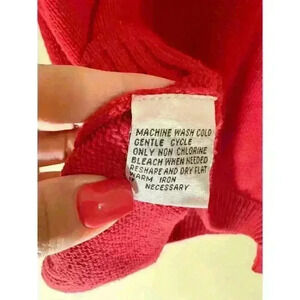 MACHINE WASH COLD
GENTLE CYCLE
ONLY NON CHLORINE
BLEACH WHEN NEEDED
RESHAPE AND DRY FLAT
WARM IRON
NECESSARY